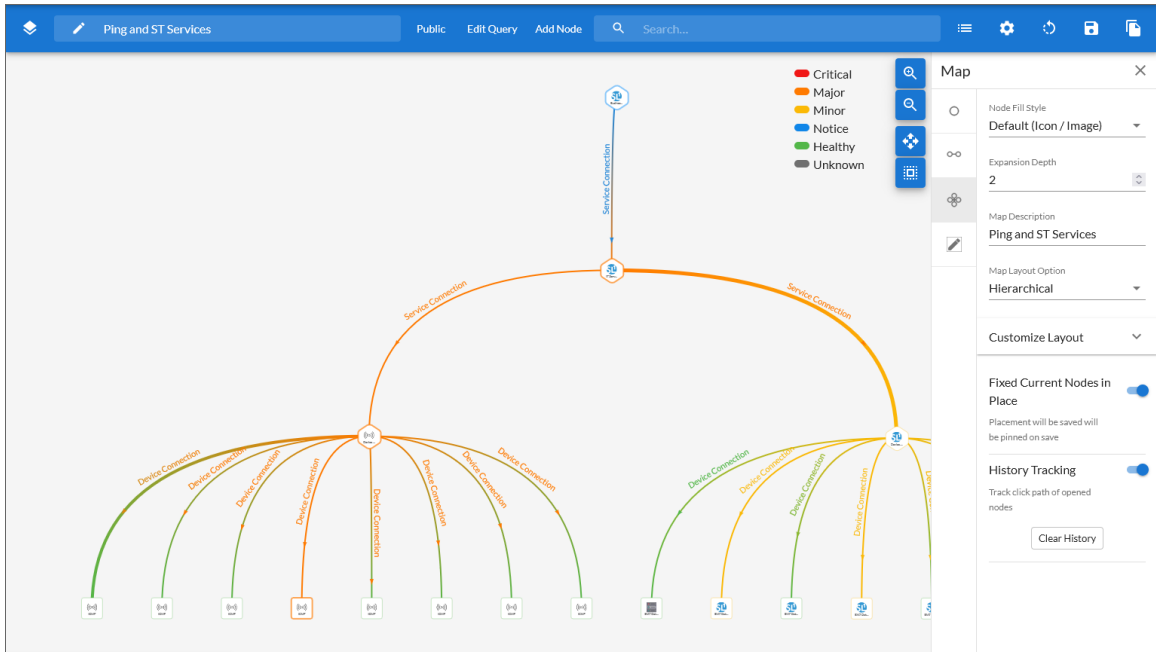 Ping and ST Services
Public
Edit Query
Add Node
Search...
Critical
Major
Minor
Notice
Healthy
Unknown
Map
Node Fill Style
Default (Icon / Image)
Expansion Depth
2
Map Description
Ping and ST Services
Map Layout Option
Hierarchical
Customize Layout
Fixed Current Nodes in
Place
Placement will be saved will
be pinned on save
History Tracking
Track click path of opened
nodes
Clear History
Service Connection
Service Connection
Service Connection
Device Connection
Device Connection
Device Connection
Device Connection
Device Connection
Device Connection
Device Connection
Device Connection
Device Connection
Device Connection
Device Connection
Device Connection